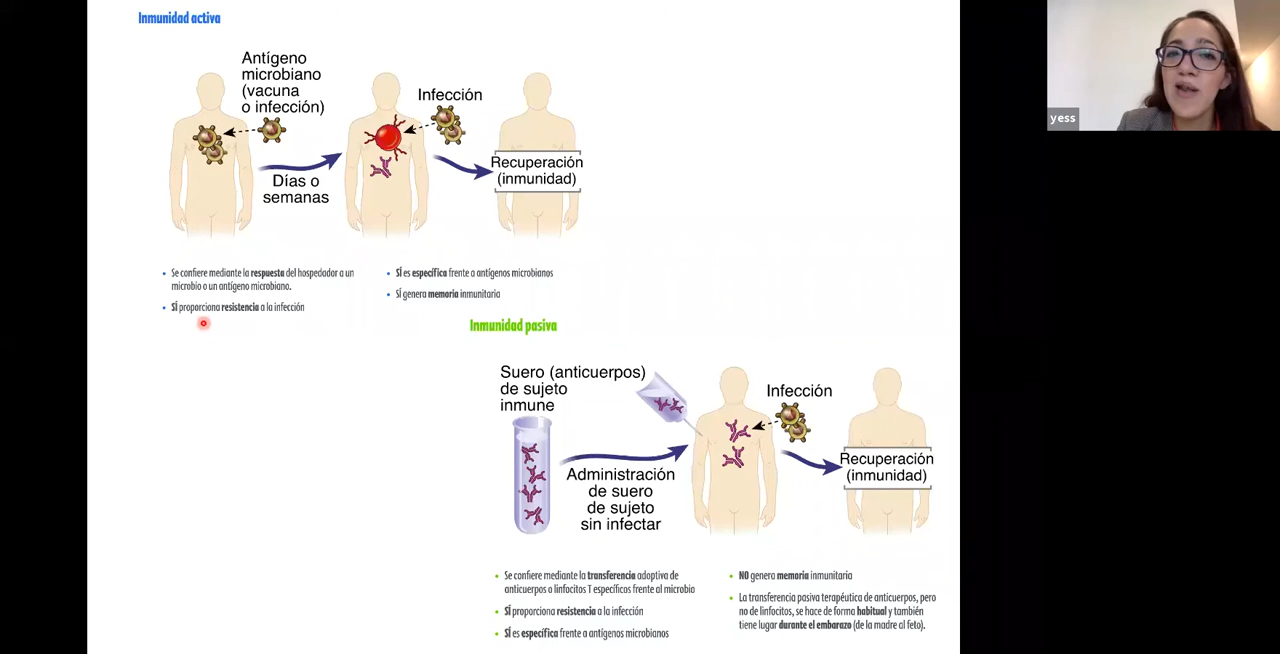 Inmunidad activa
Antígeno
microbiano
(vacuna
o infección)
Días o
semanas
Infección
Recuperación
(inmunidad)
• Se confiere mediante la respuesta del hospedador a un
microbio o un antígeno microbiano.
• SÍ proporciona resistencia a la infección
• SÍ es específica frente a antígenos microbianos
• SÍ genera memoria inmunitaria
Inmunidad pasiva
Suero (anticuerpos)
de sujeto
inmune
Administración
de suero
de sujeto
sin infectar
Infección
Recuperación
(inmunidad)
• Se confiere mediante la transferencia adoptiva de
anticuerpos o linfocitos T específicos frente al microbio
• SÍ proporciona resistencia a la infección
• SÍ es específica frente a antígenos microbianos
• NO genera memoria inmunitaria
• La transferencia pasiva terapéutica de anticuerpos, pero
no de linfocitos, se hace de forma habitual y también
tiene lugar durante el embarazo (de la madre al feto).
yess